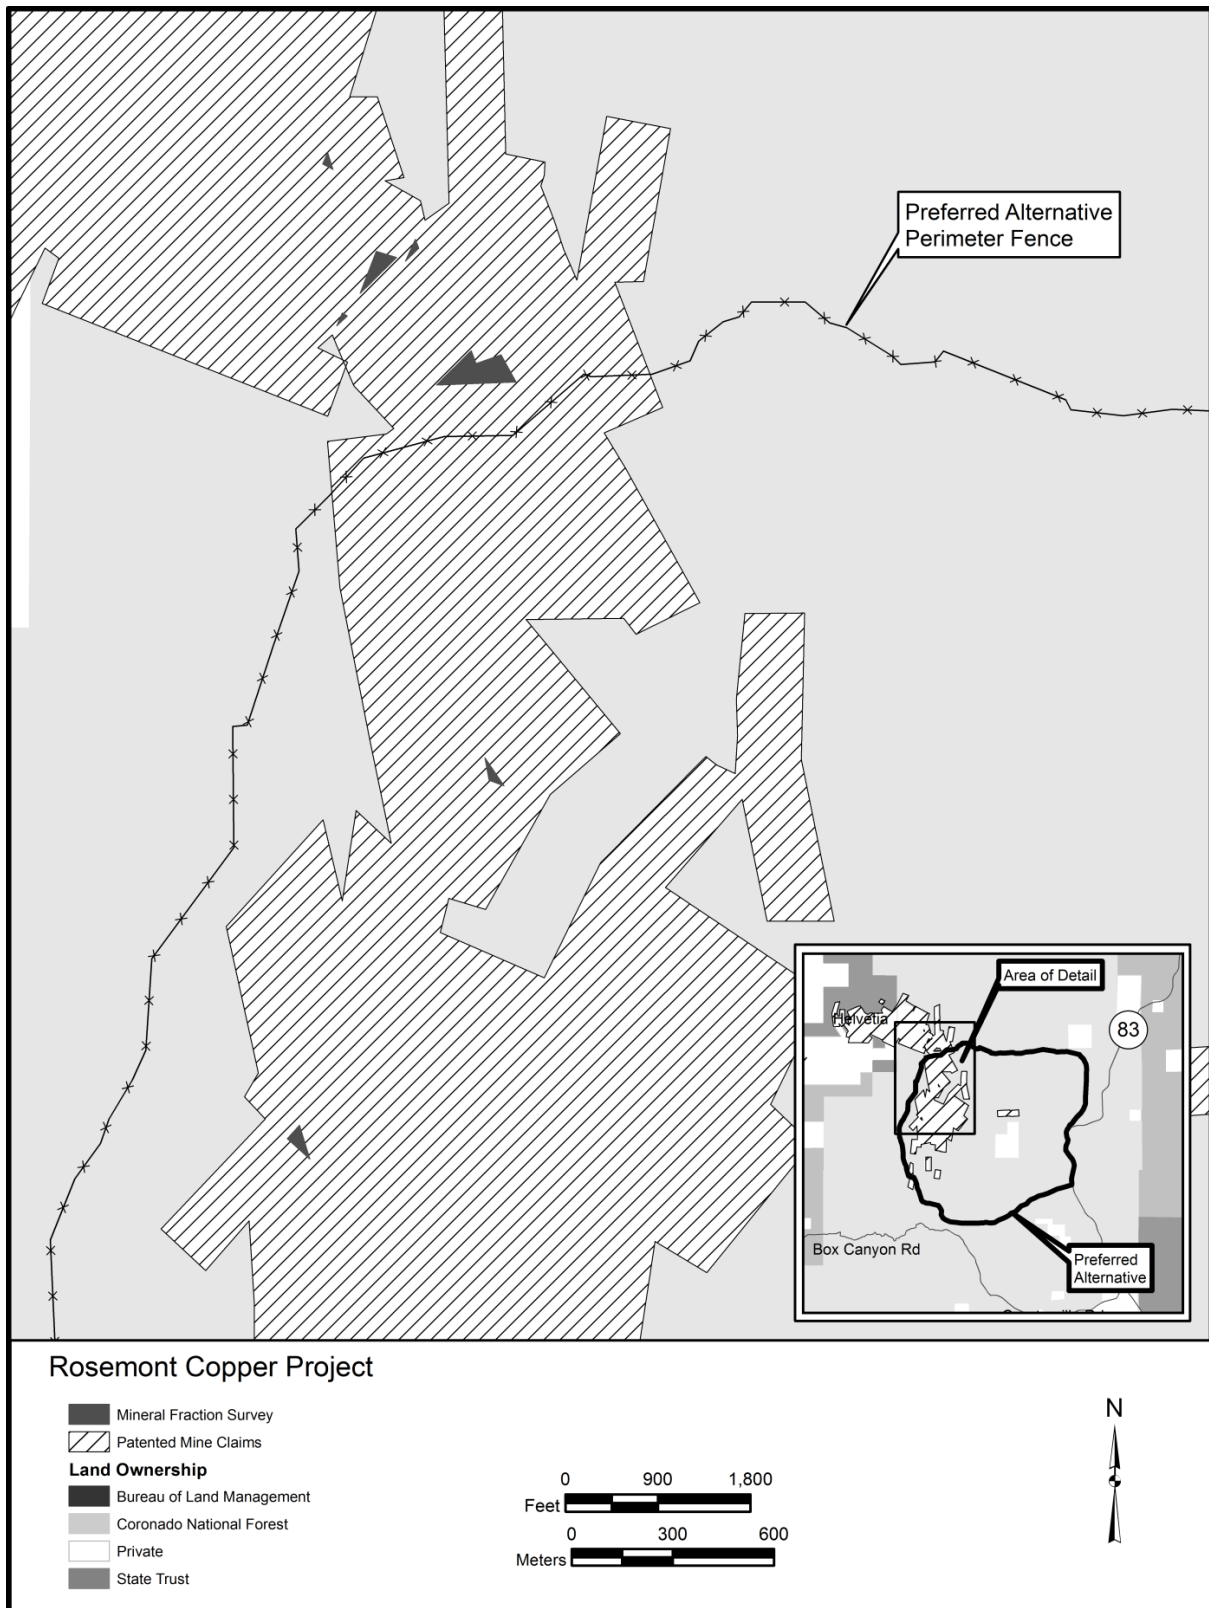 Preferred Alternative
Perimeter Fence
Area of Detail
Helvetia
83
Box Canyon Rd
Preferred
Alternative
Rosemont Copper Project
Mineral Fraction Survey
Patented Mine Claims
Land Ownership
Bureau of Land Management
Coronado National Forest
Private
State Trust
0 900 1,800
Feet
0 300 600
Meters
N